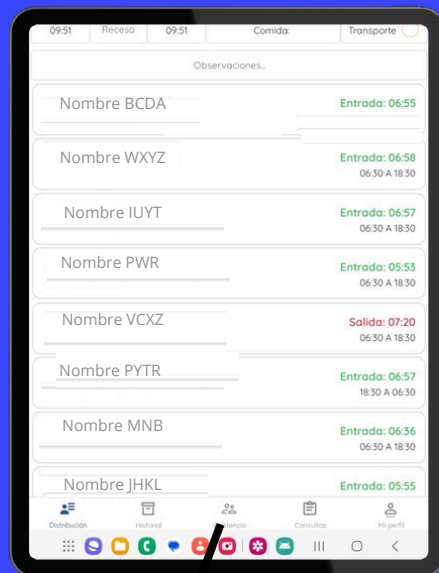 09:51 Receso 09:51 Comida: Transporte
Observaciones..
Nombre BCDA Entrada: 06:55
Nombre WXYZ Entrada: 06:58
06:30 A 18:30
Nombre IUYT Entrada: 06:57
06:30 A 18:30
Nombre PWR Entrada: 05:53
06:30 A 18:30
Nombre VCXZ Salida: 07:20
06:30 A 18:30
Nombre PYTR Entrada: 06:57
18:30 A 06:30
Nombre MNB Entrada: 06:36
06:30 A 18:30
Nombre JHKL Entrada: 05:55
Distribución Historial Consultas Mi perfil